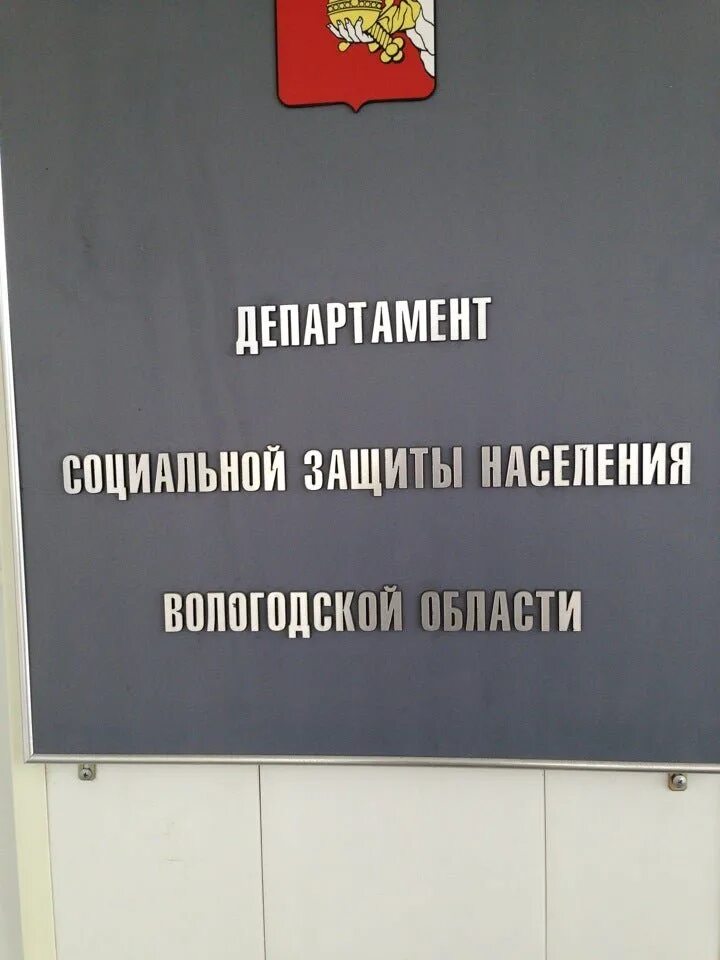 ДЕПАРТАМЕНТ
СОЦИАЛЬНОЙ ЗАЩИТЫ НАСЕЛЕНИЯ
ВОЛОГОДСКОЙ ОБЛАСТИ